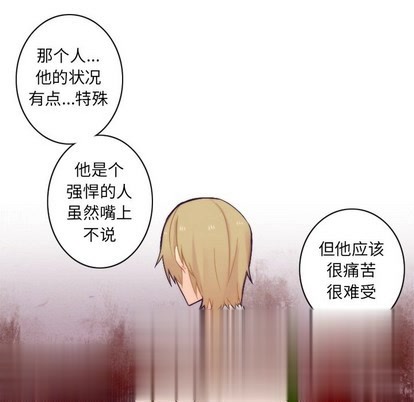 那个人...
他的状况
有点...特殊
他是个
强悍的人
虽然嘴上
不说
但他应该
很痛苦
很难受